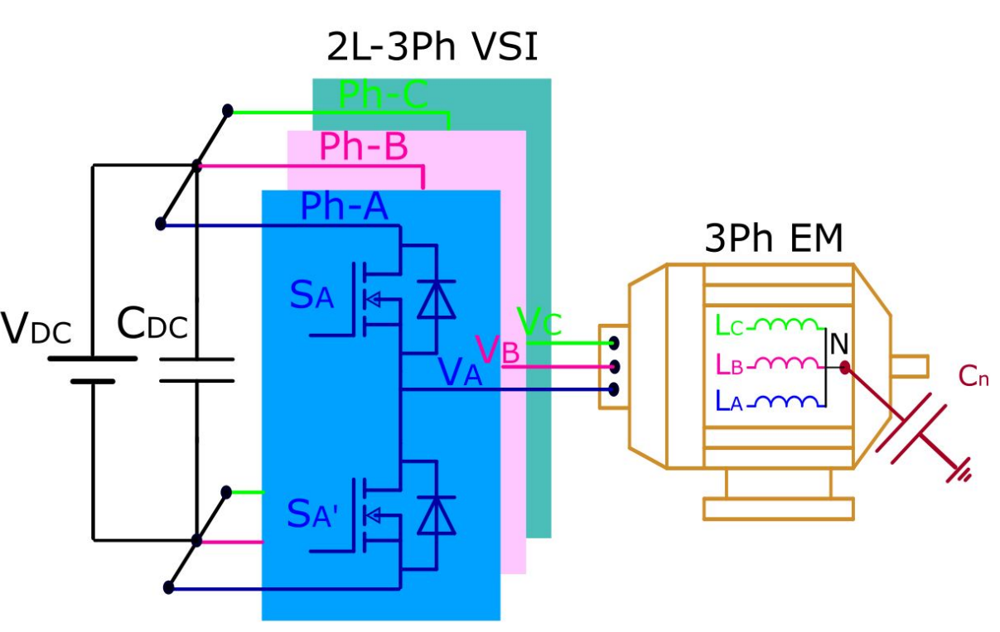 2L-3Ph VSI
Ph-C
Ph-B
Ph-A
3Ph EM
SA
VDC
CDC
VC
VB
VA
LC
N
LB
LA
Cn
SA'